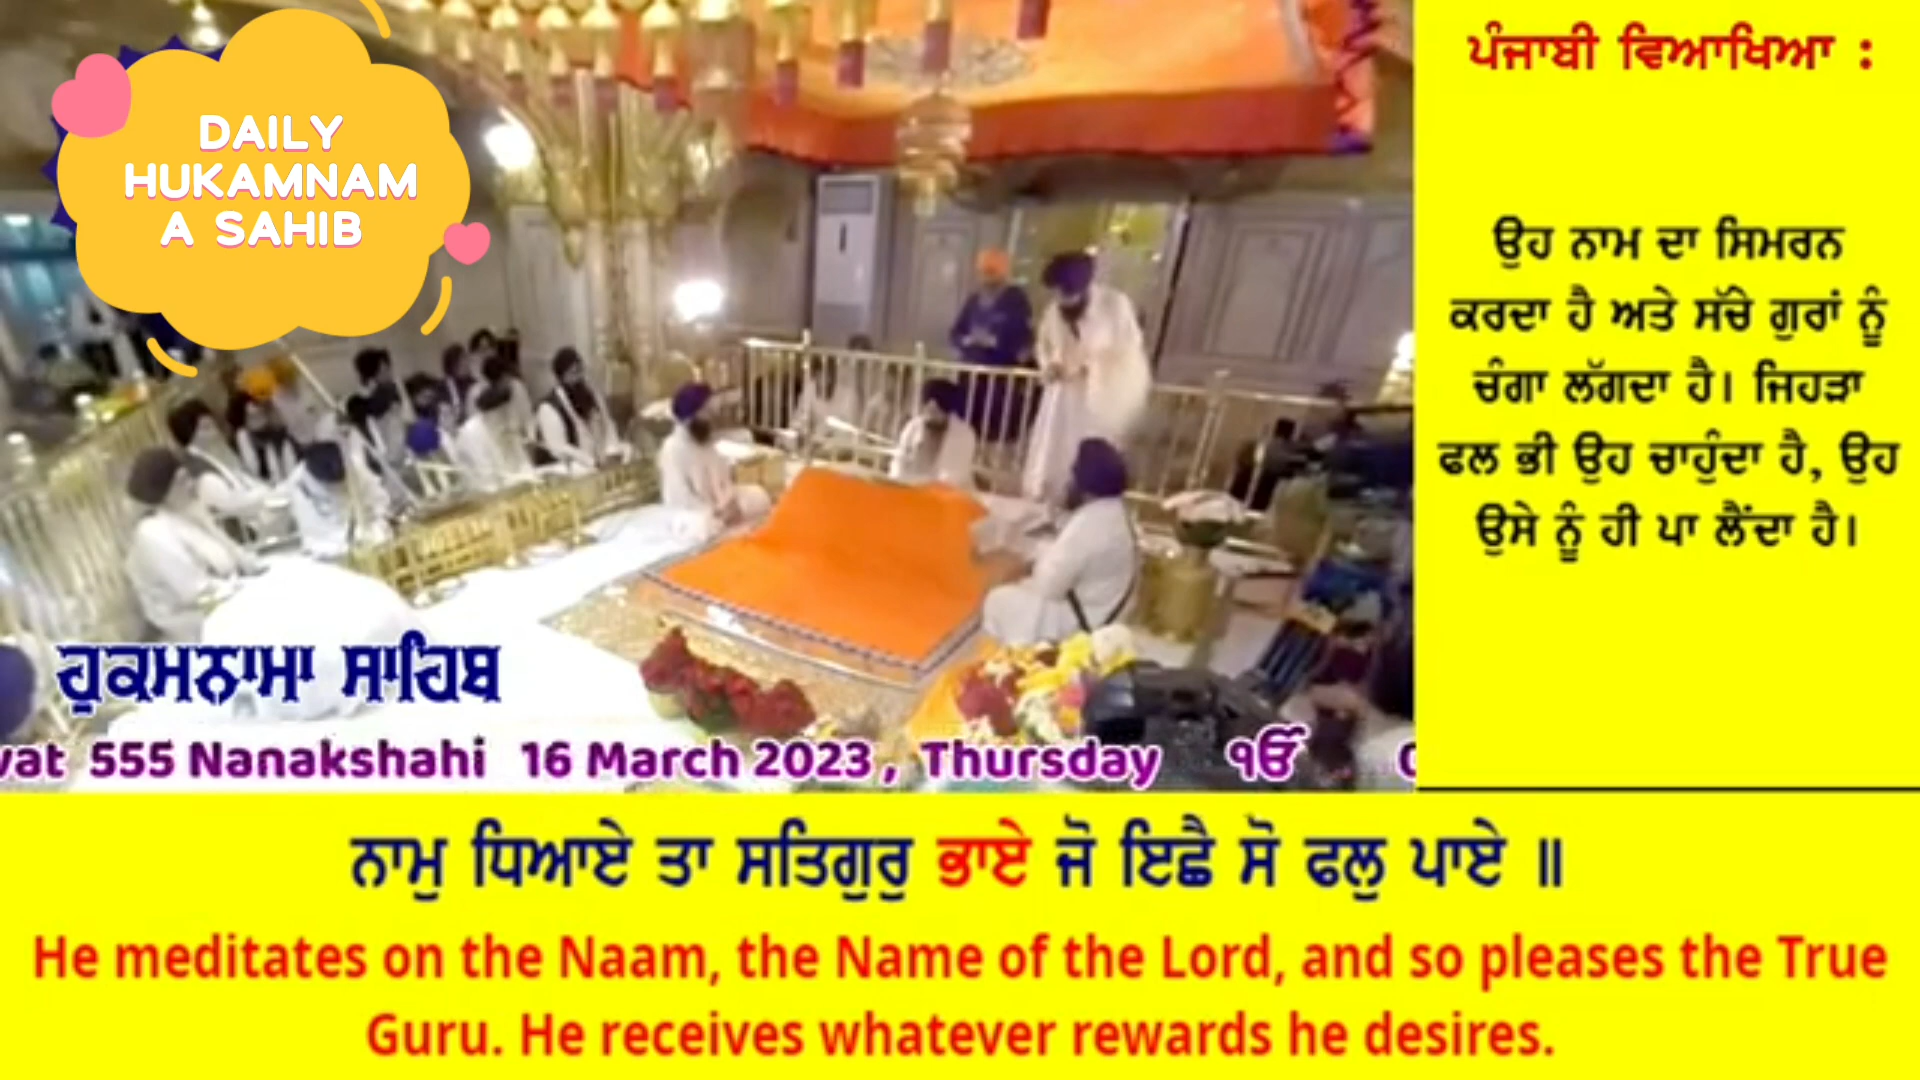 DAILY
HUKAMNAM
A SAHIB
ਪੰਜਾਬੀ ਵਿਆਖਿਆ :
ਉਹ ਨਾਮ ਦਾ ਸਿਮਰਨ
ਕਰਦਾ ਹੈ ਅਤੇ ਸੱਚੇ ਗੁਰਾਂ ਨੂੰ
ਚੰਗਾ ਲੱਗਦਾ ਹੈ। ਜਿਹੜਾ
ਫਲ ਭੀ ਉਹ ਚਾਹੁੰਦਾ ਹੈ, ਉਹ
ਉਸੇ ਨੂੰ ਹੀ ਪਾ ਲੈਂਦਾ ਹੈ।
ਹੁਕਮਨਾਮਾ ਸਾਹਿਬ
vat 555 Nanakshahi 16 March 2023 , Thursday ੴ
ਨਾਮੁ ਧਿਆਏ ਤਾ ਸਤਿਗੁਰੁ ਭਾਏ ਜੋ ਇਛੈ ਸੋ ਫਲੁ ਪਾਏ ॥
He meditates on the Naam, the Name of the Lord, and so pleases the True
Guru. He receives whatever rewards he desires.